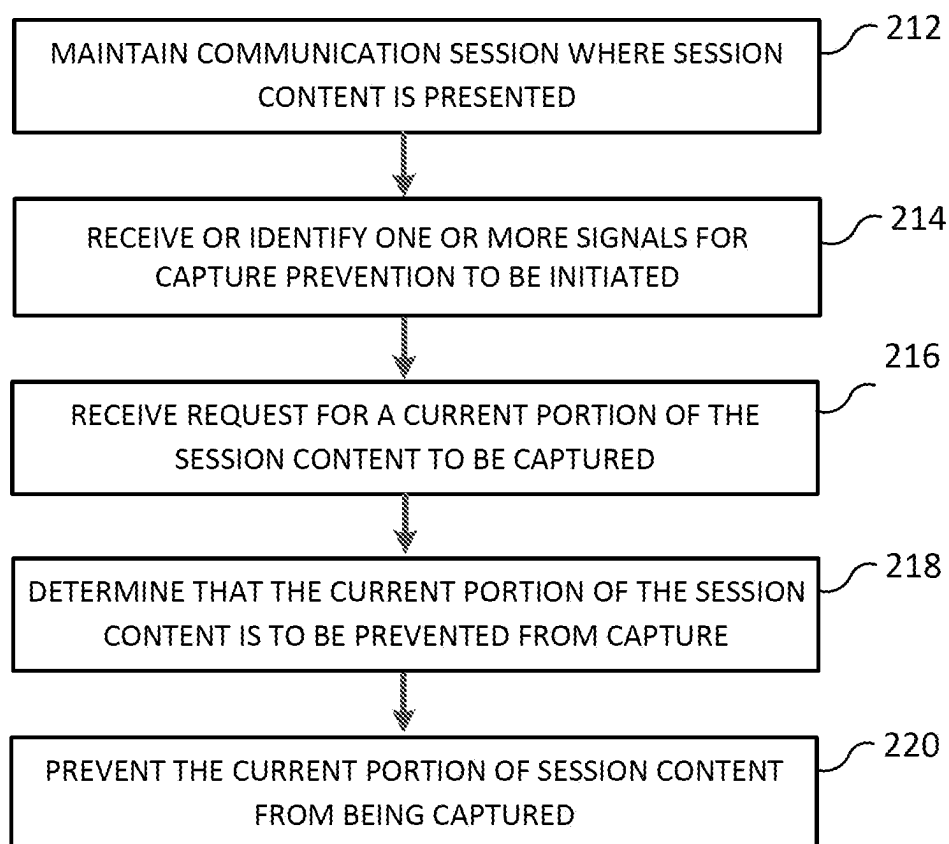 212
MAINTAIN COMMUNICATION SESSION WHERE SESSION
CONTENT IS PRESENTED
214
RECEIVE OR IDENTIFY ONE OR MORE SIGNALS FOR
CAPTURE PREVENTION TO BE INITIATED
216
RECEIVE REQUEST FOR A CURRENT PORTION OF THE
SESSION CONTENT TO BE CAPTURED
218
DETERMINE THAT THE CURRENT PORTION OF THE SESSION
CONTENT IS TO BE PREVENTED FROM CAPTURE
220
PREVENT THE CURRENT PORTION OF SESSION CONTENT
FROM BEING CAPTURED